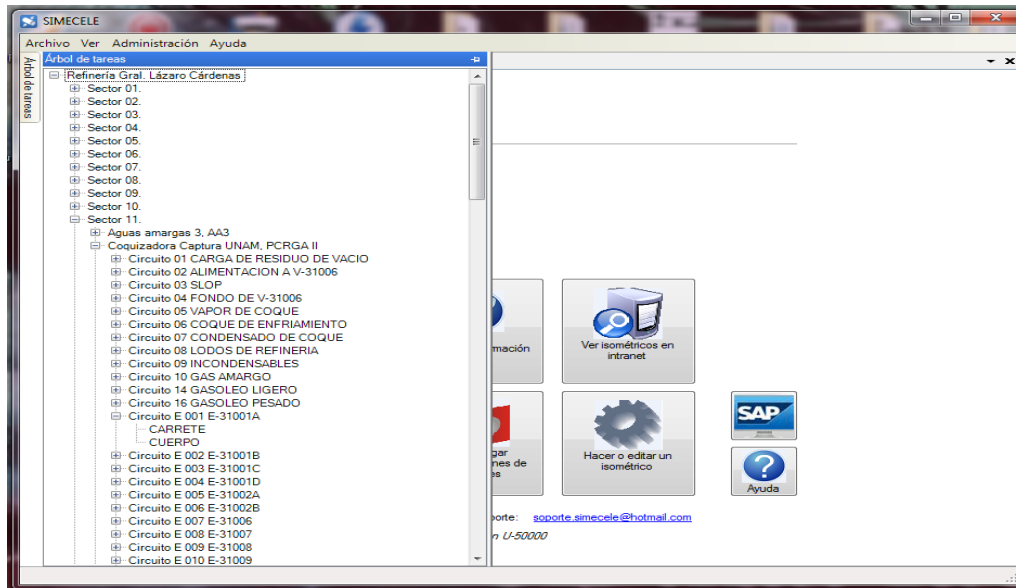 SIMECELE
Archivo Ver Administración Ayuda
Árbol de tareas
Árbol de tareas
Refinería Gral. Lázaro Cárdenas
Sector 01.
Sector 02.
Sector 03.
Sector 04.
Sector 05.
Sector 06.
Sector 07.
Sector 08.
Sector 09.
Sector 10.
Sector 11.
Aguas amargas 3, AA3
Coquizadora Captura UNAM, PCRGA II
Circuito 01 CARGA DE RESIDUO DE VACIO
Circuito 02 ALIMENTACION A V-31006
Circuito 03 SLOP
Circuito 04 FONDO DE V-31006
Circuito 05 VAPOR DE COQUE
Circuito 06 COQUE DE ENFRIAMIENTO
Circuito 07 CONDENSADO DE COQUE
Circuito 08 LODOS DE REFINERIA
Circuito 09 INCONDENSABLES
Circuito 10 GAS AMARGO
Circuito 14 GASOLEO LIGERO
Circuito 16 GASOLEO PESADO
Circuito E 001 E-31001A
CARRETE
CUERPO
Circuito E 002 E-31001B
Circuito E 003 E-31001C
Circuito E 004 E-31001D
Circuito E 005 E-31002A
Circuito E 006 E-31002B
Circuito E 007 E-31006
Circuito E 008 E-31007
Circuito E 009 E-31008
Circuito E 010 E-31009
mación
Ver isométricos en
intranet
gar
nes de
es
Hacer o editar un
isométrico
SAP
Ayuda
orte: soporte.simecele@hotmail.com
n U-50000